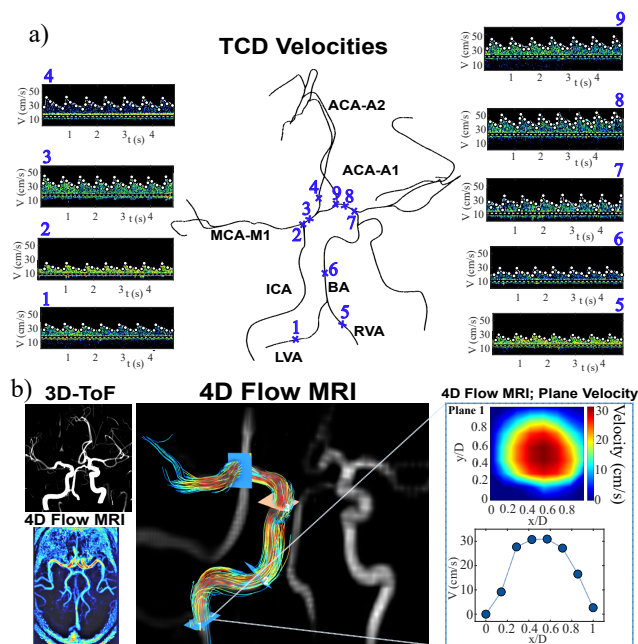 a)
TCD Velocities
4
V (cm/s)
50
30
10
1 2 3 t (s) 4
3
V (cm/s)
50
30
10
1 2 3 t (s) 4
2
V (cm/s)
50
30
10
1 2 3 t (s) 4
1
V (cm/s)
50
30
10
1 2 3 t (s) 4
ACA-A2
ACA-A1
4
9
8
3
2
7
MCA-M1
6
ICA
BA
1
5
LVA
RVA
9
V (cm/s)
50
30
10
1 2 3 t (s) 4
8
V (cm/s)
50
30
10
1 2 3 t (s) 4
7
V (cm/s)
50
30
10
1 2 3 t (s) 4
6
V (cm/s)
50
30
10
1 2 3 t (s) 4
5
V (cm/s)
50
30
10
1 2 3 t (s) 4
b)
3D-ToF
4D Flow MRI
4D Flow MRI
4D Flow MRI; Plane Velocity
Plane 1
y/D
0.8
0.6
0.4
0.2
0
0 0.2 0.4 0.6 0.8
x/D
30
20
10
0
Velocity (cm/s)
V (cm/s)
30
20
10
0
0 0.2 0.4 0.6 0.8 1
x/D